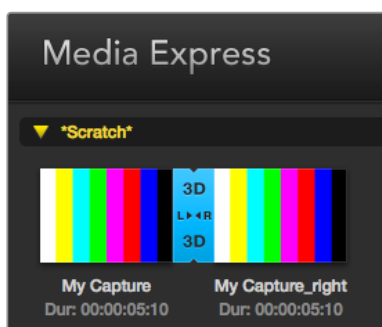 Media Express
*Scratch*
3D
L R
3D
My Capture
My Capture_right
Dur: 00:00:05:10
Dur: 00:00:05:10